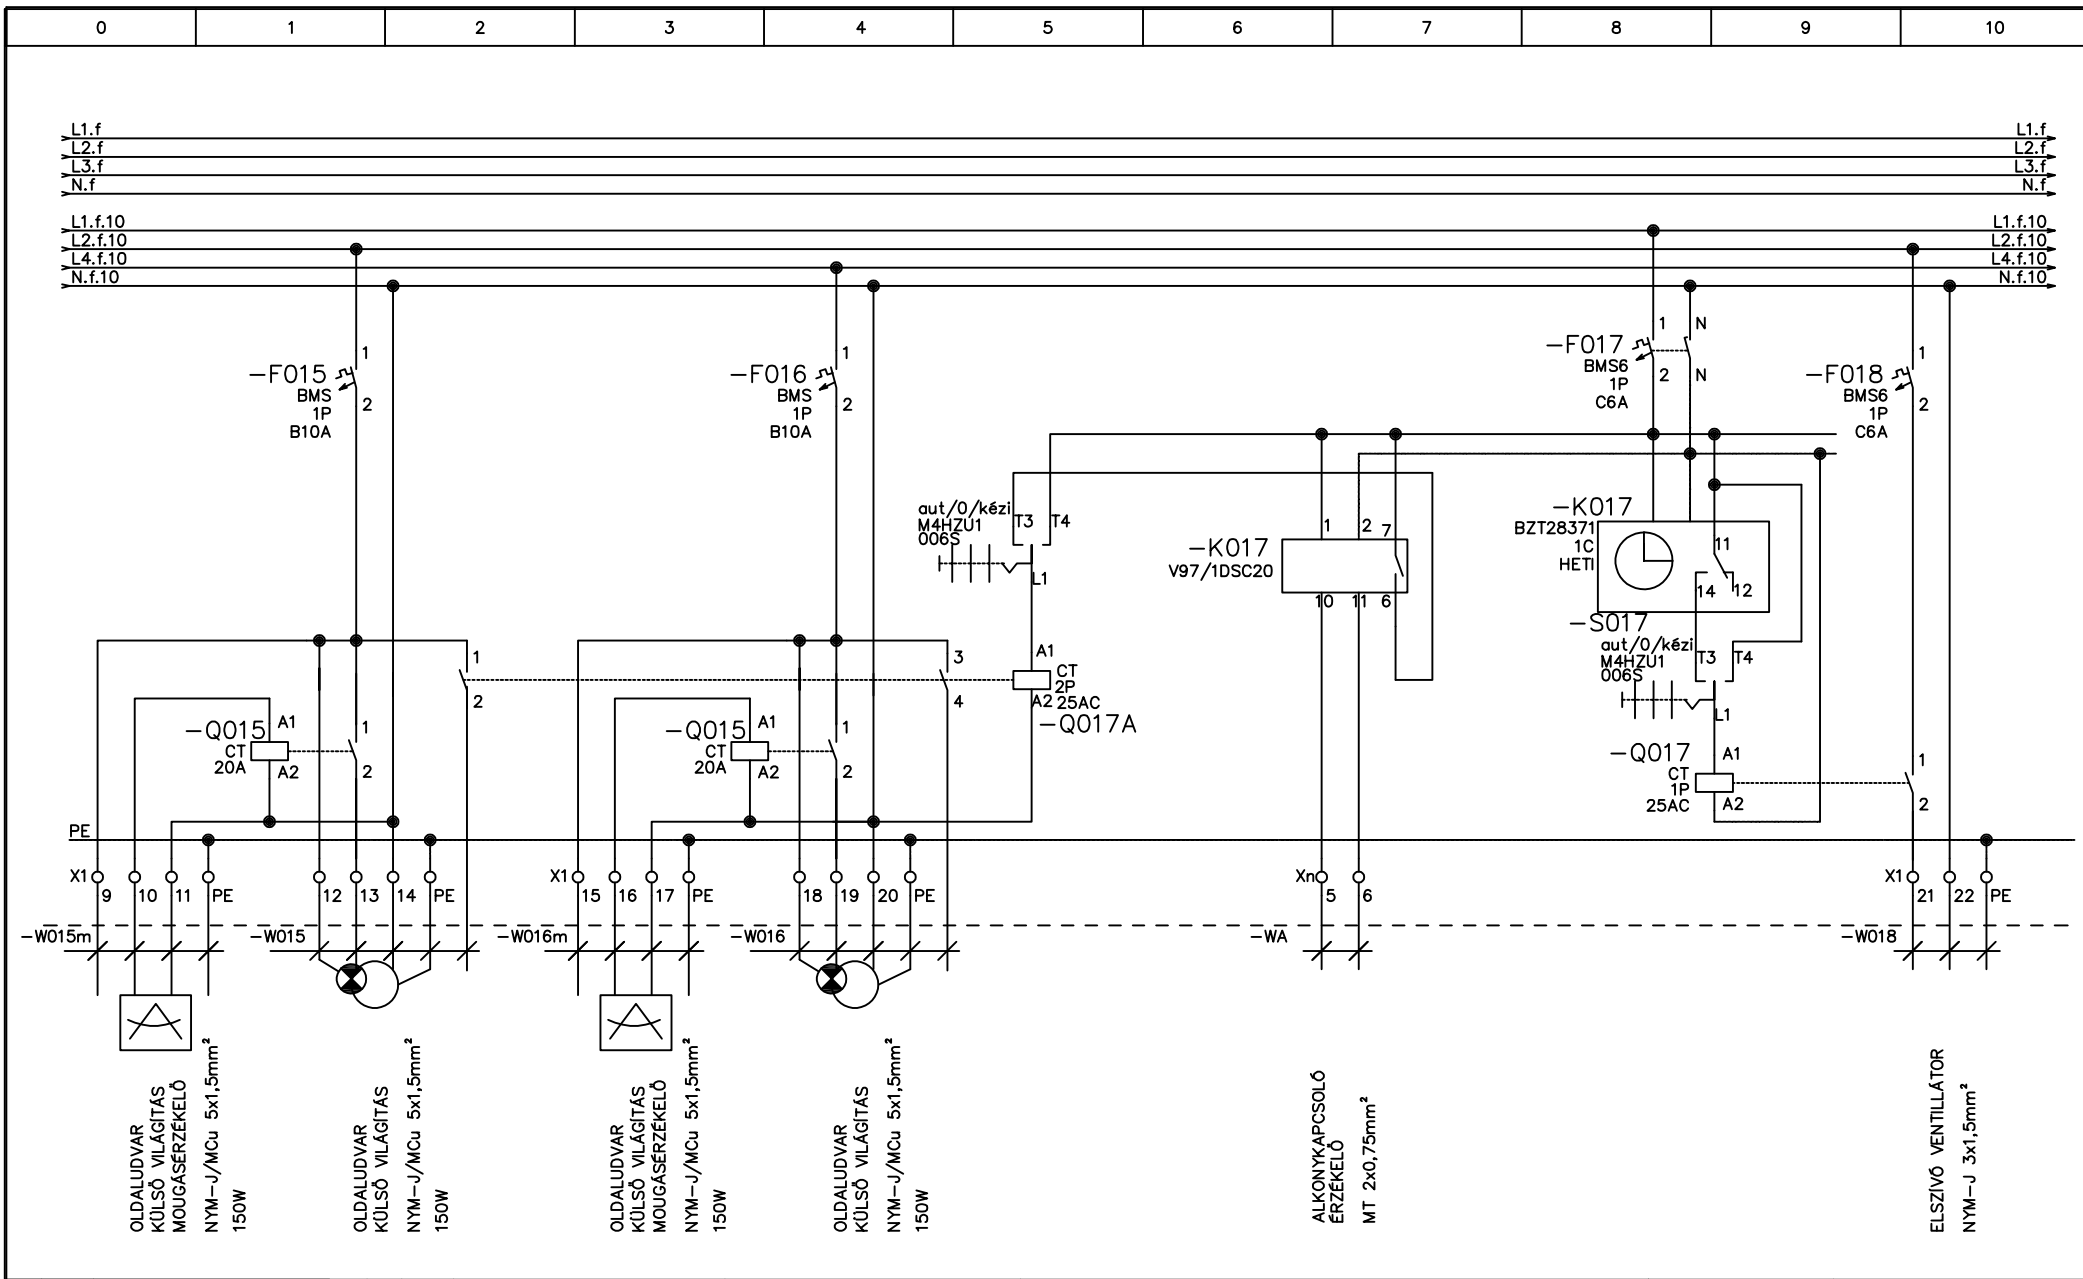 0 1 2 3 4 5 6 7 8 9 10
L1.f L1.f
L2.f L2.f
L3.f L3.f
N.f N.f
L1.f.10 L1.f.10
L2.f.10 L2.f.10
L4.f.10 L4.f.10
N.f.10 N.f.10
1
-F015
BMS
1P
B10A
2
1
-F016
BMS
1P
B10A
2
1 N
-F017
BMS6
1P
C6A
2 N
1
-F018
BMS6
1P
C6A
2
aut/0/kézi
M4HZU1
006S
T3 T4
L1
-K017
V97/1DSC20
1 2 7
10 11 6
-K017
BZT28371
1C
HETI
11
14 12
-S017
aut/0/kézi
M4HZU1
006S
T3 T4
L1
1
2
3
4
A1
CT
2P
A2 25AC
-Q017A
-Q015
CT
20A
A1
A2
1
2
-Q015
CT
20A
A1
A2
1
2
-Q017
CT
1P
25AC
A1
A2
1
2
PE
X1 9 10 11 PE 12 13 14 PE X1 15 16 17 PE 18 19 20 PE Xn 5 6 X1 21 22 PE
-W015m -W015 -W016m -W016 -WA -W018
OLDALUDVAR
KÜLSŐ VILÁGÍTÁS
MOUGÁSÉRZÉKELŐ
NYM-J/MCu 5x1,5mm²
150W
OLDALUDVAR
KÜLSŐ VILÁGÍTÁS
NYM-J/MCu 5x1,5mm²
150W
OLDALUDVAR
KÜLSŐ VILÁGÍTÁS
MOUGÁSÉRZÉKELŐ
NYM-J/MCu 5x1,5mm²
150W
OLDALUDVAR
KÜLSŐ VILÁGÍTÁS
NYM-J/MCu 5x1,5mm²
150W
ALKONYKAPCSOLÓ
ÉRZÉKELŐ
MT 2x0,75mm²
ELSZÍVÓ VENTILLÁTOR
NYM-J 3x1,5mm²